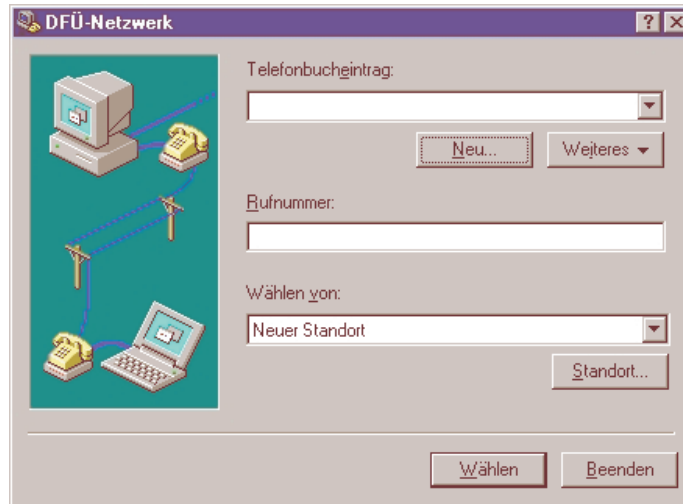 DFÜ-Netzwerk
Telefonbucheintrag:
Neu... Weiteres
Rufnummer:
Wählen von:
Neuer Standort
Standort...
Wählen Beenden